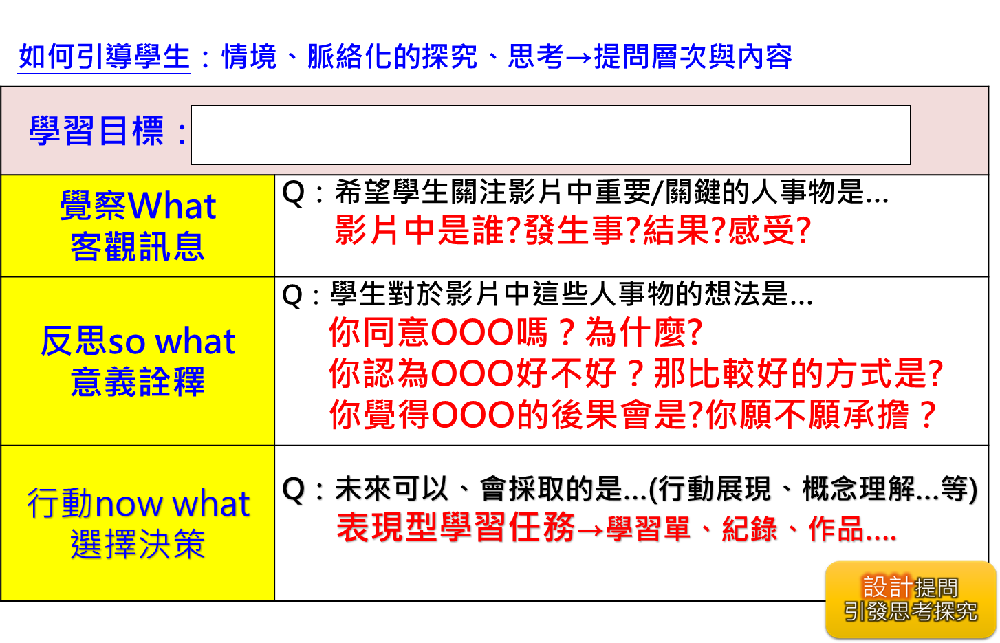 如何引導學生：情境、脈絡化的探究、思考→提問層次與內容
學習目標：
覺察What
客觀訊息
Q：希望學生關注影片中重要/關鍵的人事物是...
影片中是誰?發生事?結果?感受?
反思so what
意義詮釋
Q：學生對於影片中這些人事物的想法是...
你同意OOO嗎？為什麼?
你認為OOO好不好？那比較好的方式是?
你覺得OOO的後果會是?你願不願承擔？
行動now what
選擇決策
Q：未來可以、會採取的是...(行動展現、概念理解...等)
表現型學習任務→學習單、紀錄、作品....
設計提問
引發思考探究